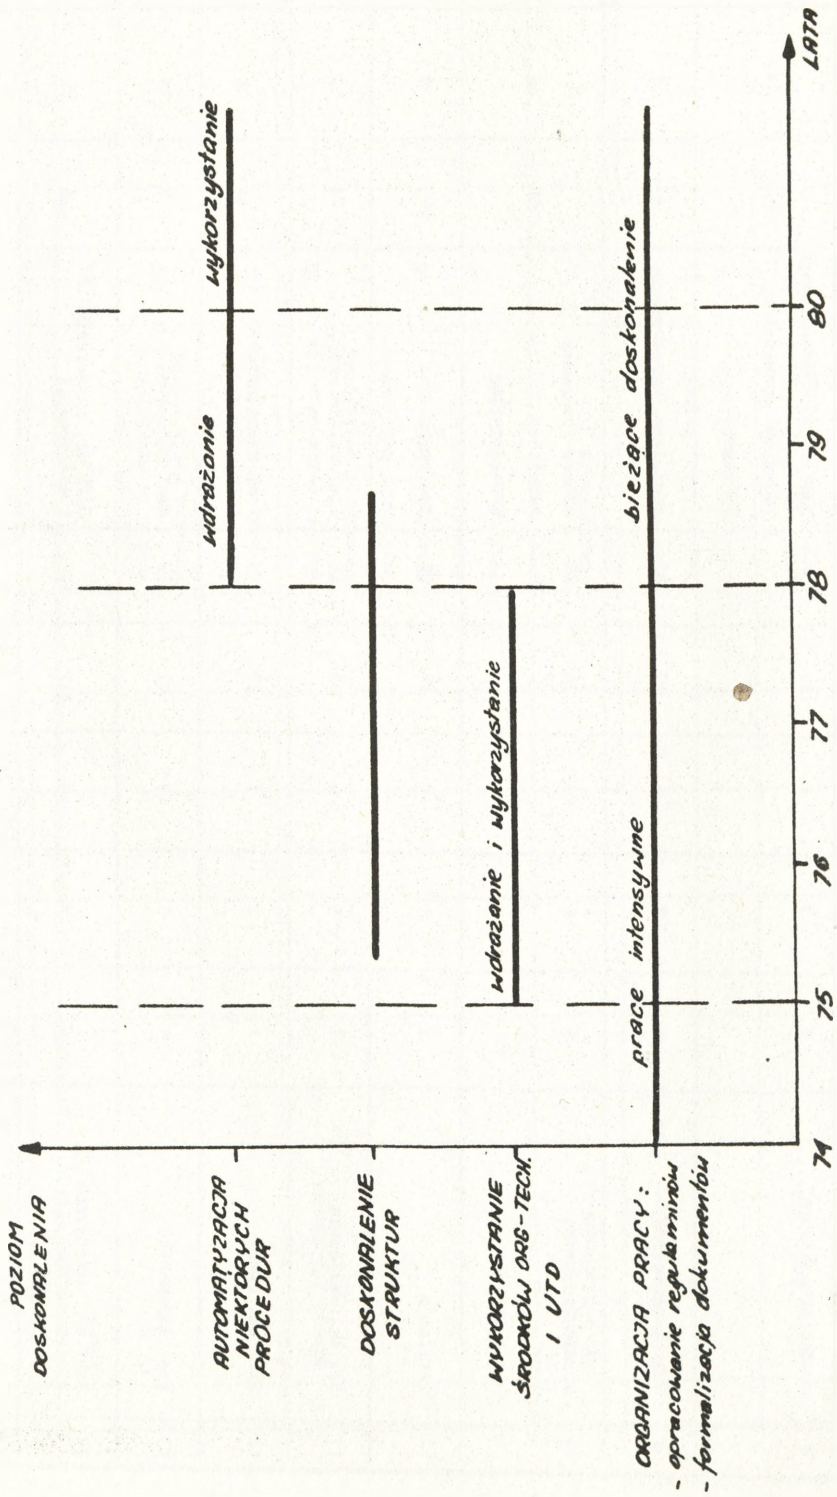 POZIOM
DOSKONALENIA
AUTOMATYZACJA
NIEKTÓRYCH
PROCEDUR
wdrażanie
wykorzystanie
DOSKONALENIE
STRUKTUR
WYKORZYSTANIE
ŚRODKÓW ORG-TECH.
I UTD
wdrażanie i wykorzystanie
ORGANIZACJA PRACY:
- opracowanie regulaminów
- formalizacja dokumentów
prace intensywne
bieżące doskonalenie
74 75 76 77 78 79 80
LATA